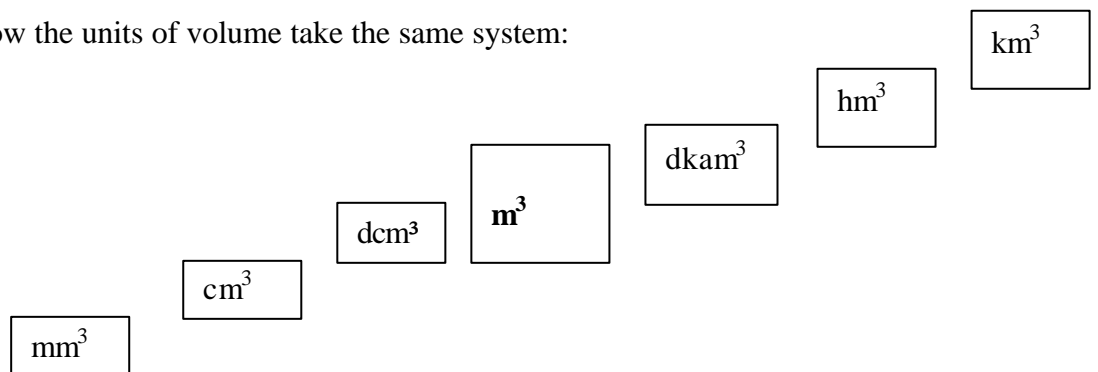 ow the units of volume take the same system:
km³
hm³
dkam³
m³
dcm³
cm³
mm³